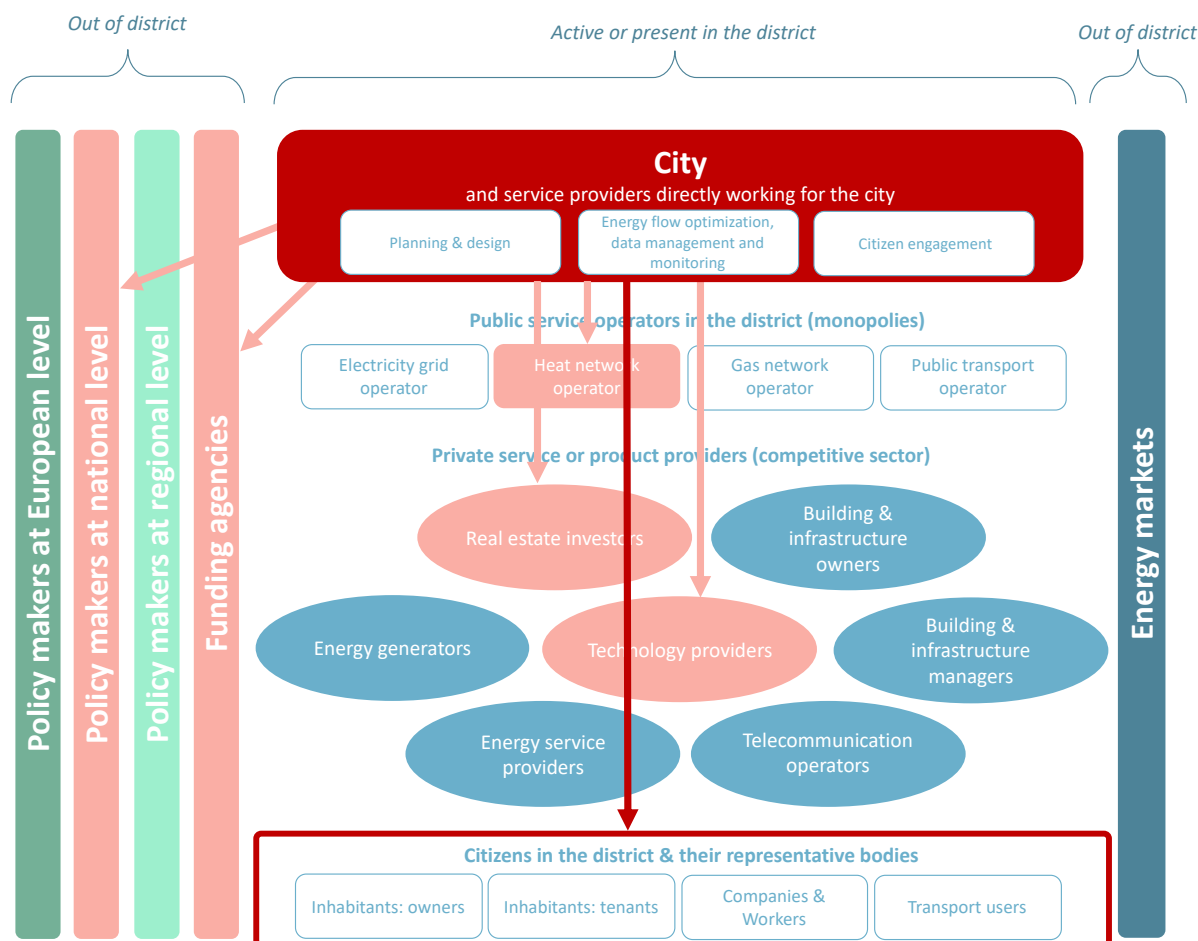 Out of district
Active or present in the district
Out of district
Policy makers at European level
Policy makers at national level
Policy makers at regional level
Funding agencies
City
and service providers directly working for the city
Planning & design
Energy flow optimization,
data management and
monitoring
Citizen engagement
Public service operators in the district (monopolies)
Electricity grid
operator
Heat network
operator
Gas network
operator
Public transport
operator
Private service or product providers (competitive sector)
Real estate investors
Building &
infrastructure
owners
Energy generators
Technology providers
Building &
infrastructure
managers
Energy service
providers
Telecommunication
operators
Citizens in the district & their representative bodies
Inhabitants: owners
Inhabitants: tenants
Companies &
Workers
Transport users
Energy markets